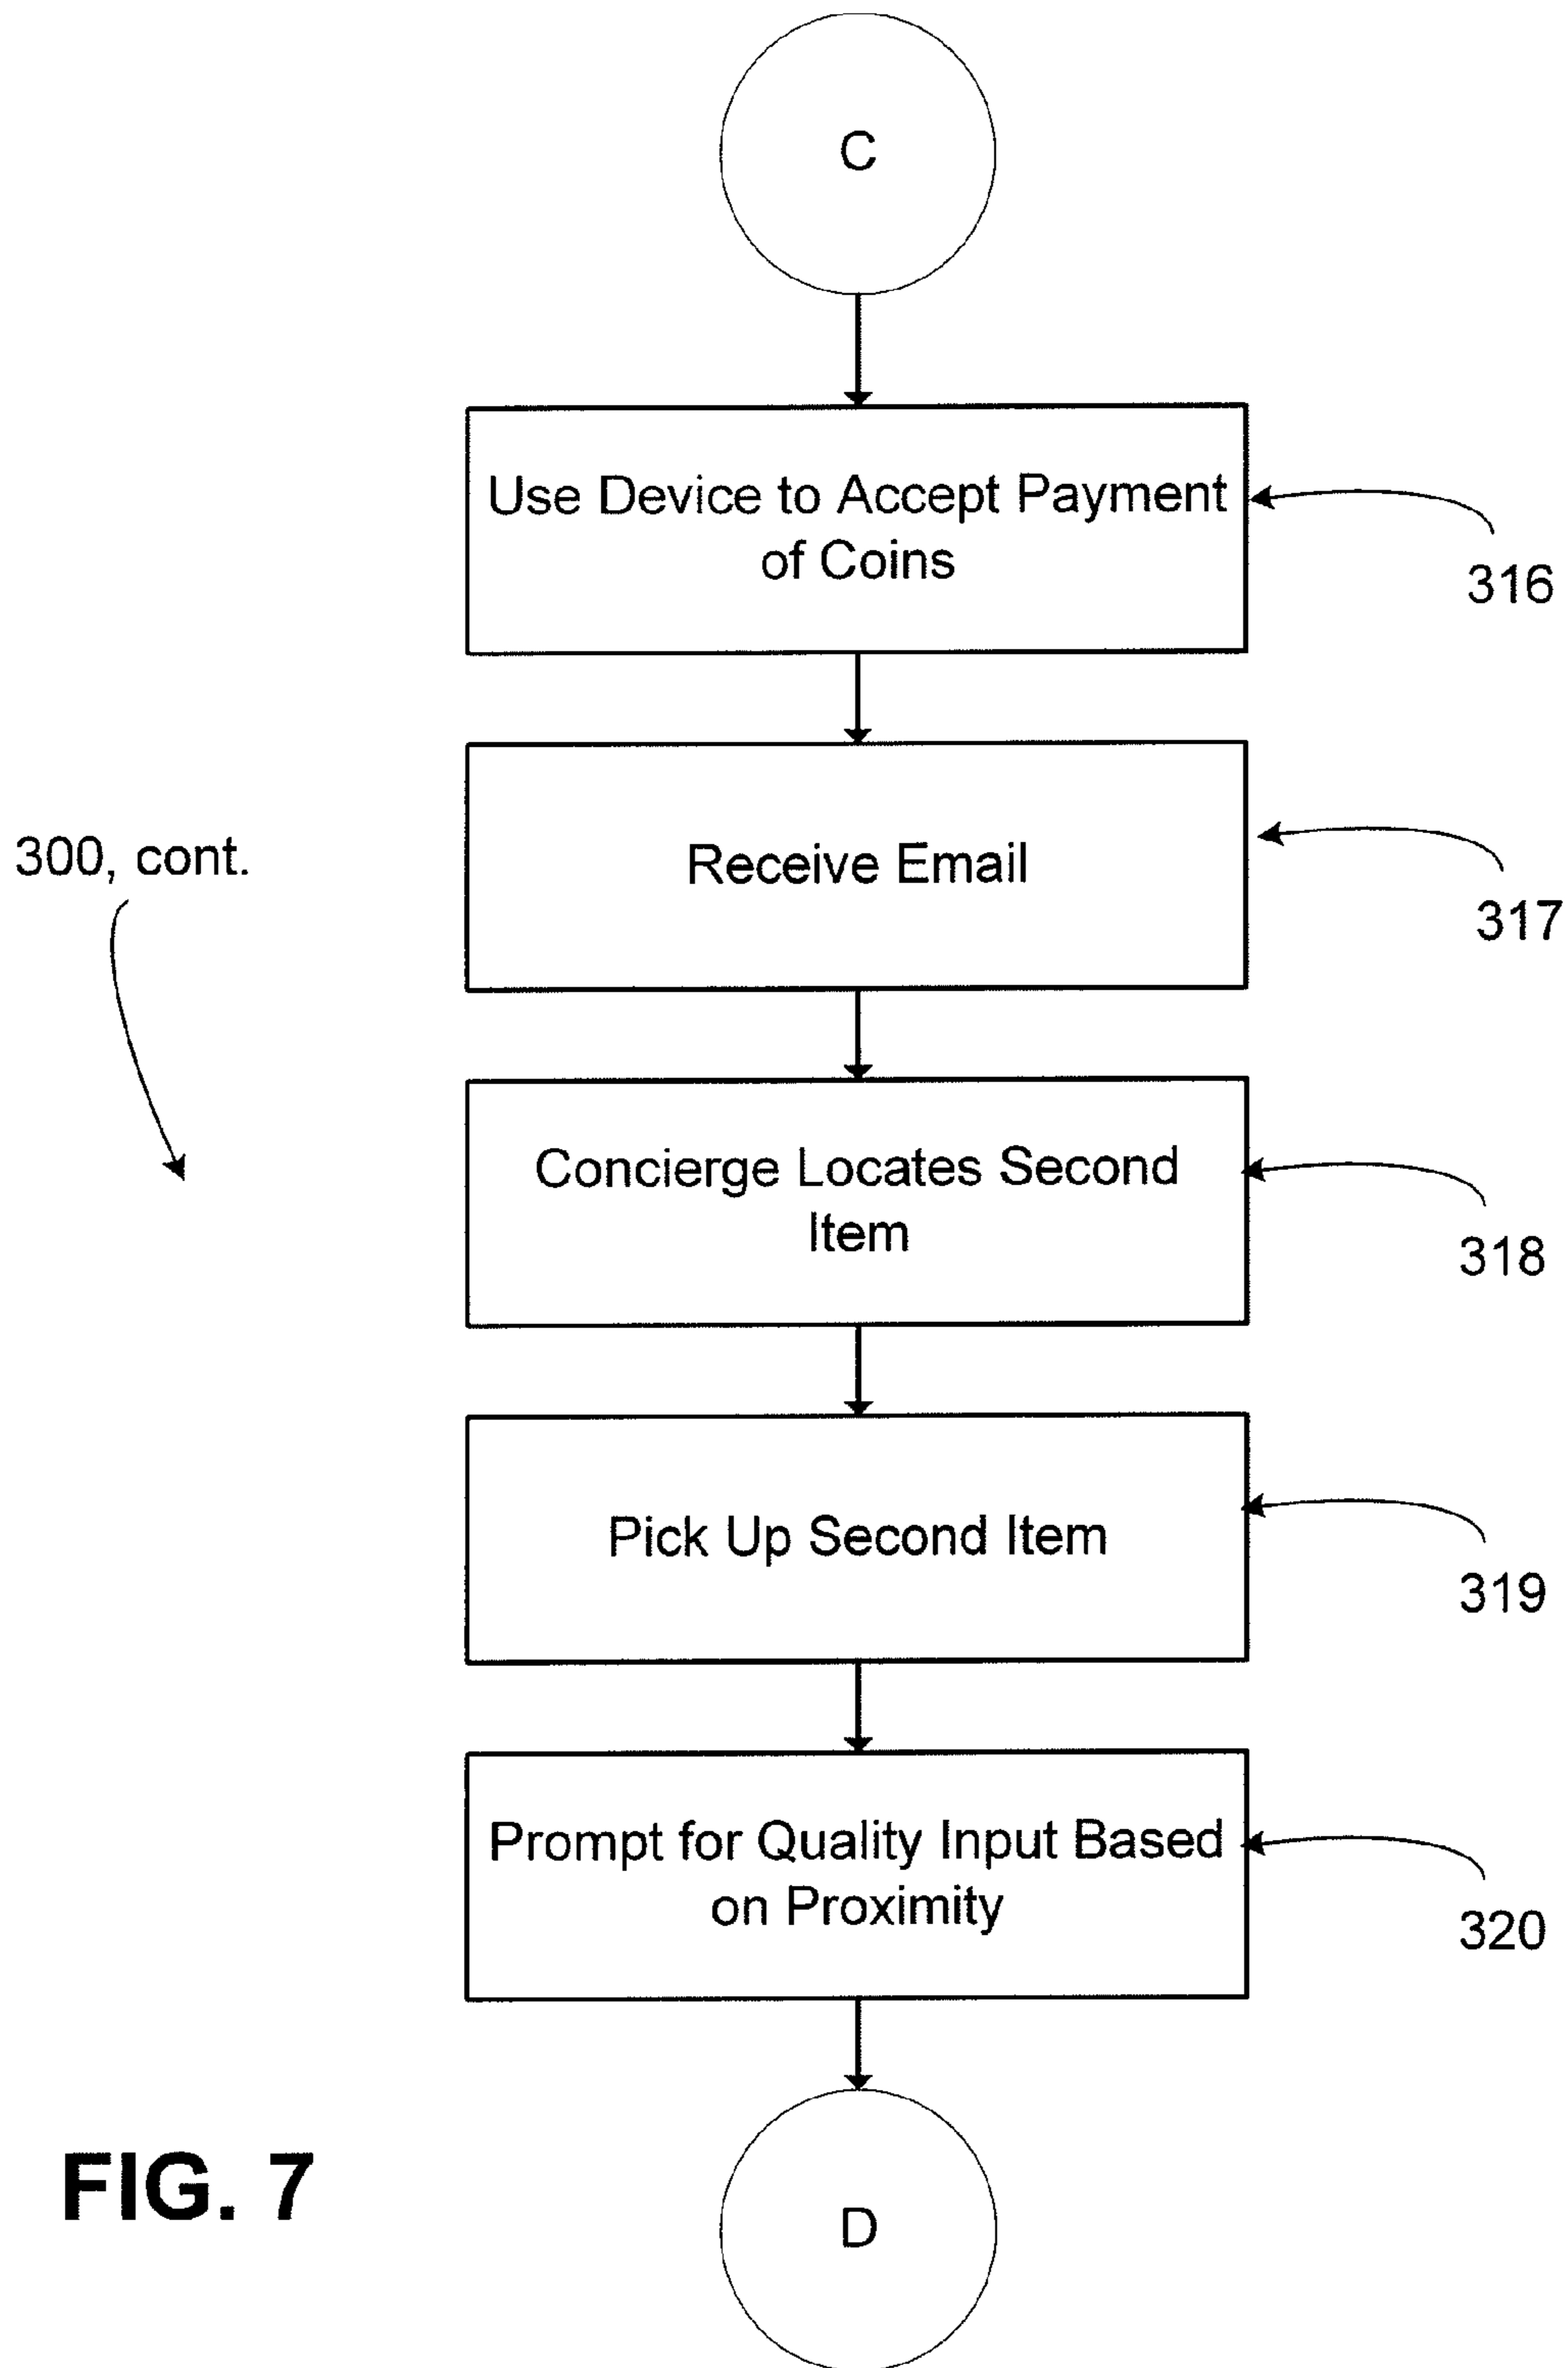 C
Use Device to Accept Payment
of Coins
316
Receive Email
317
300, cont.
Concierge Locates Second
Item
318
Pick Up Second Item
319
Prompt for Quality Input Based
on Proximity
320
FIG. 7
D